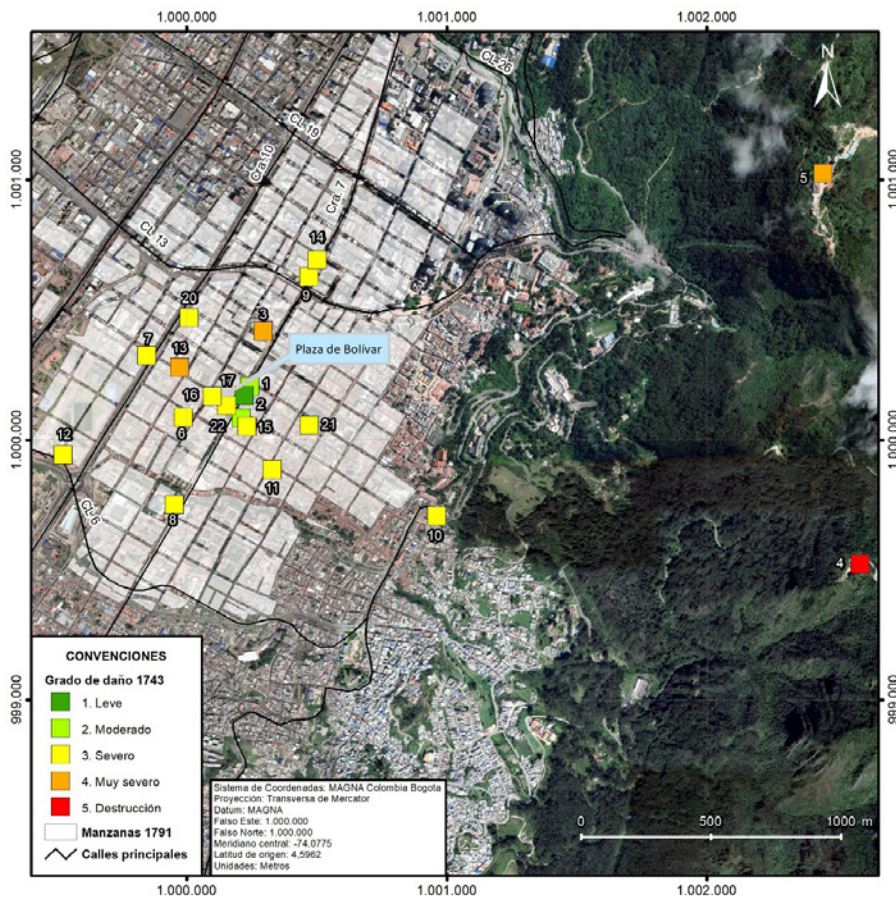 1.000.000
1.001.000
1.002.000
CL 26
N
CL 19
Cra.10
Cra. 7
1.001.000
1.001.000
5
CL 13
14
9
20
3
7
13
Plaza de Bolívar
17
1
16
2
6
22
15
21
1.000.000
1.000.000
12
11
CL 6
8
10
4
CONVENCIONES
Grado de daño 1743
1. Leve
2. Moderado
3. Severo
4. Muy severo
5. Destrucción
Manzanas 1791
Calles principales
999.000
999.000
Sistema de Coordenadas: MAGNA Colombia Bogota
Proyección: Transversa de Mercator
Datum: MAGNA
Falso Este: 1.000.000
Falso Norte: 1.000.000
Meridiano central: -74,0775
Latitud de origen: 4,5962
Unidades: Metros
0
500
1000 m
1.000.000
1.001.000
1.002.000